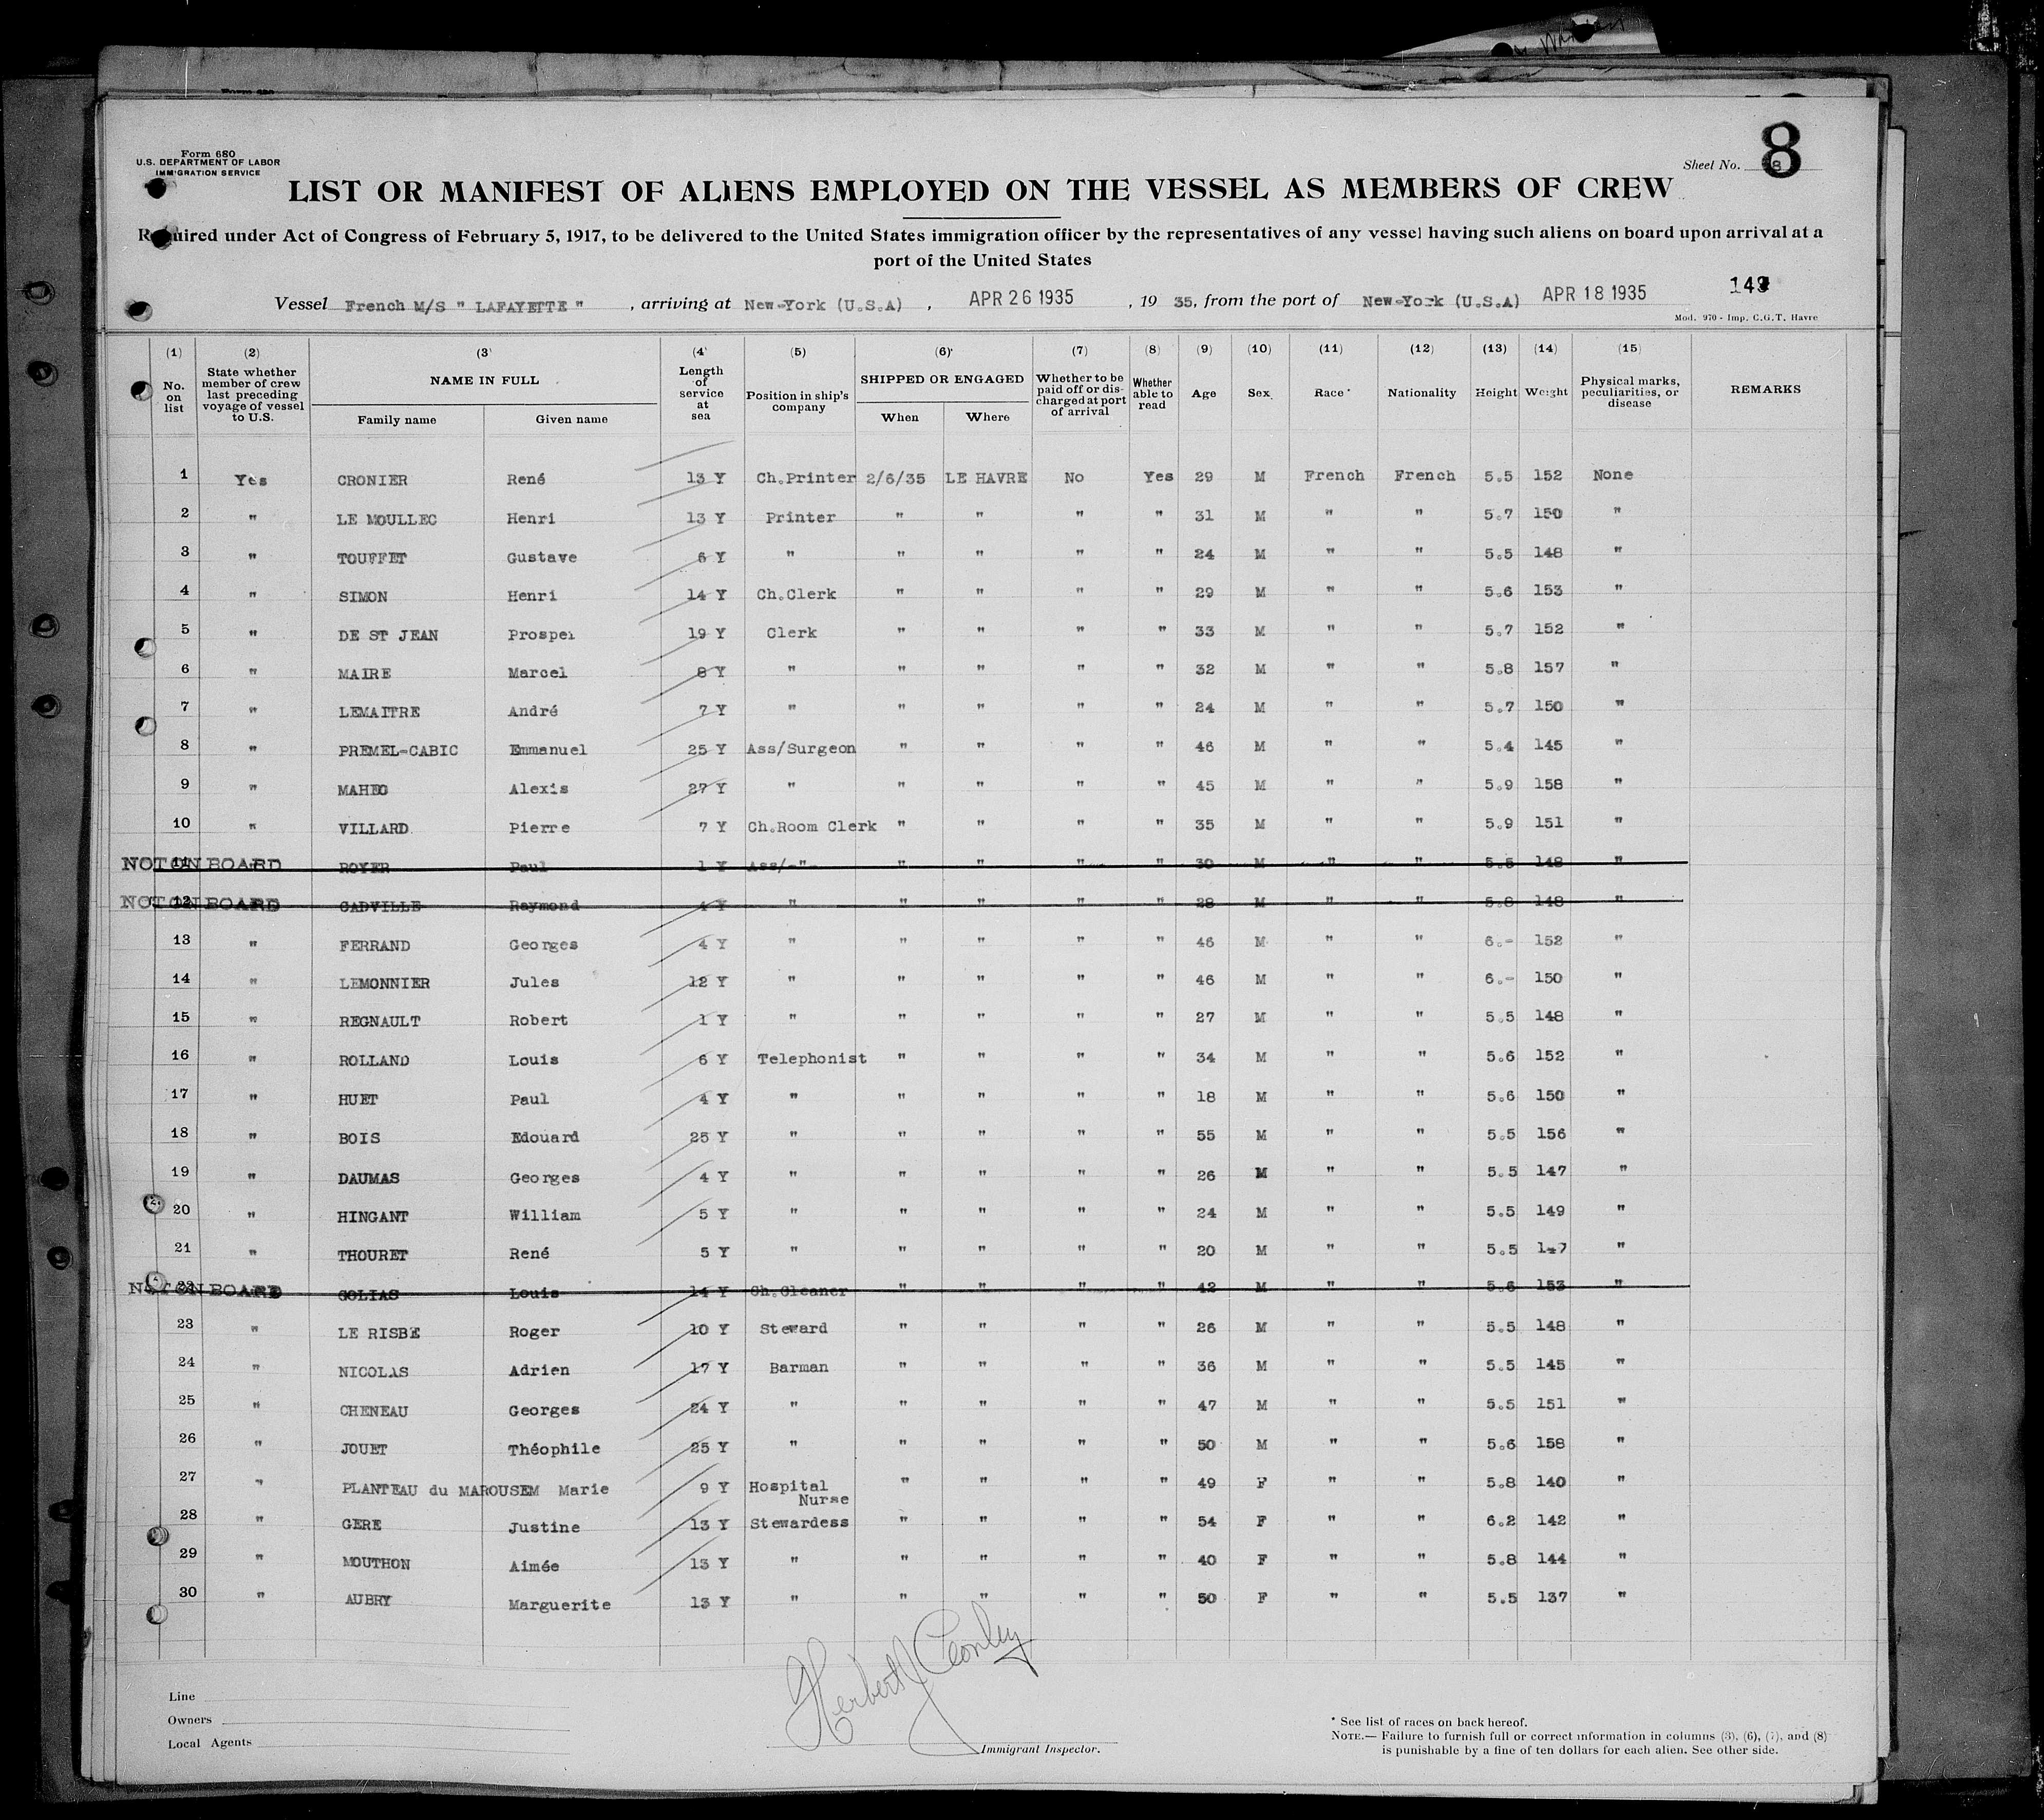 Form 680
U.S. DEPARTMENT OF LABOR
IMMIGRATION SERVICE
Sheet No. 8
8
LIST OR MANIFEST OF ALIENS EMPLOYED ON THE VESSEL AS MEMBERS OF CREW
Required under Act of Congress of February 5, 1917, to be delivered to the United States immigration officer by the representatives of any vessel having such aliens on board upon arrival at a
port of the United States
Vessel French M/S " LAFAYETTE " , arriving at New-York (U.S.A) , APR 26 1935 , 19 35, from the port of New-York (U.S.A) APR 18 1935
Mod. 970 - Imp. C.G.T. Havre
(1) No. on list (2) State whether member of crew last preceding voyage of vessel to U.S. (3) NAME IN FULL Family name Given name (4) Length of service at sea (5) Position in ship's company (6) SHIPPED OR ENGAGED When Where (7) Whether to be paid off or discharged at port of arrival (8) Whether able to read (9) Age (10) Sex (11) Race * (12) Nationality (13) Height (14) Weight (15) Physical marks, peculiarities, or disease REMARKS
1 Yes CRONIER René 13 Y Ch.Printer 2/6/35 LE HAVRE No Yes 29 M French French 5.5 152 None
2 " LE MOULLEC Henri 13 Y Printer " " " " 31 M " " 5.7 150 "
3 " TOUFFET Gustave 6 Y " " " " " 24 M " " 5.5 148 "
4 " SIMON Henri 14 Y Ch.Clerk " " " " 29 M " " 5.6 153 "
5 " DE ST JEAN Prosper 19 Y Clerk " " " " 33 M " " 5.7 152 "
6 " MAIRE Marcel 8 Y " " " " " 32 M " " 5.8 157 "
7 " LEMAITRE André 7 Y " " " " " 24 M " " 5.7 150 "
8 " PREMEL-CABIC Emmanuel 25 Y Ass/Surgeon " " " " 46 M " " 5.4 145 "
9 " MAHEO Alexis 27 Y " " " " " 45 M " " 5.9 158 "
10 " VILLARD Pierre 7 Y Ch.Room Clerk " " " " 35 M " " 5.9 151 "
NOT ON BOARD 11 " ROYER Paul 1 Y Ass/-"- " " " " 30 M " " 5.5 148 "
NOT ON BOARD 12 " CADVILLE Raymond 4 Y " " " " " 28 M " " 5.8 148 "
13 " FERRAND Georges 4 Y " " " " " 46 M " " 6.- 152 "
14 " LEMONNIER Jules 12 Y " " " " " 46 M " " 6.- 150 "
15 " REGNAULT Robert 1 Y " " " " " 27 M " " 5.5 148 "
16 " ROLLAND Louis 6 Y Telephonist " " " " 34 M " " 5.6 152 "
17 " HUET Paul 4 Y " " " " " 18 M " " 5.6 150 "
18 " BOIS Edouard 25 Y " " " " " 55 M " " 5.5 156 "
19 " DAUMAS Georges 4 Y " " " " " 26 M " " 5.5 147 "
20 " HINGANT William 5 Y " " " " " 24 M " " 5.5 149 "
21 " THOURET René 5 Y " " " " " 20 M " " 5.5 147 "
NOT ON BOARD 22 " GOLIAS Louis 14 Y Ch.Cleaner " " " " 42 M " " 5.6 153 "
23 " LE RISBE Roger 10 Y Steward " " " " 26 M " " 5.5 148 "
24 " NICOLAS Adrien 17 Y Barman " " " " 36 M " " 5.5 145 "
25 " CHENEAU Georges 24 Y " " " " " 47 M " " 5.5 151 "
26 " JOUET Théophile 25 Y " " " " " 50 M " " 5.6 158 "
27 " PLANTEAU du MAROUSEM Marie 9 Y Hospital Nurse " " " " 49 F " " 5.8 140 "
28 " GERE Justine 13 Y Stewardess " " " " 54 F " " 6.2 142 "
29 " MOUTHON Aimée 13 Y " " " " " 40 F " " 5.8 144 "
30 " AUBRY Marguerite 13 Y " " " " " 50 F " " 5.5 137 "
Line
Owners
Local Agents
Herbert J Conley
Immigrant Inspector.
* See list of races on back hereof.
NOTE.— Failure to furnish full or correct information in columns (3), (6), (7), and (8)
is punishable by a fine of ten dollars for each alien. See other side.